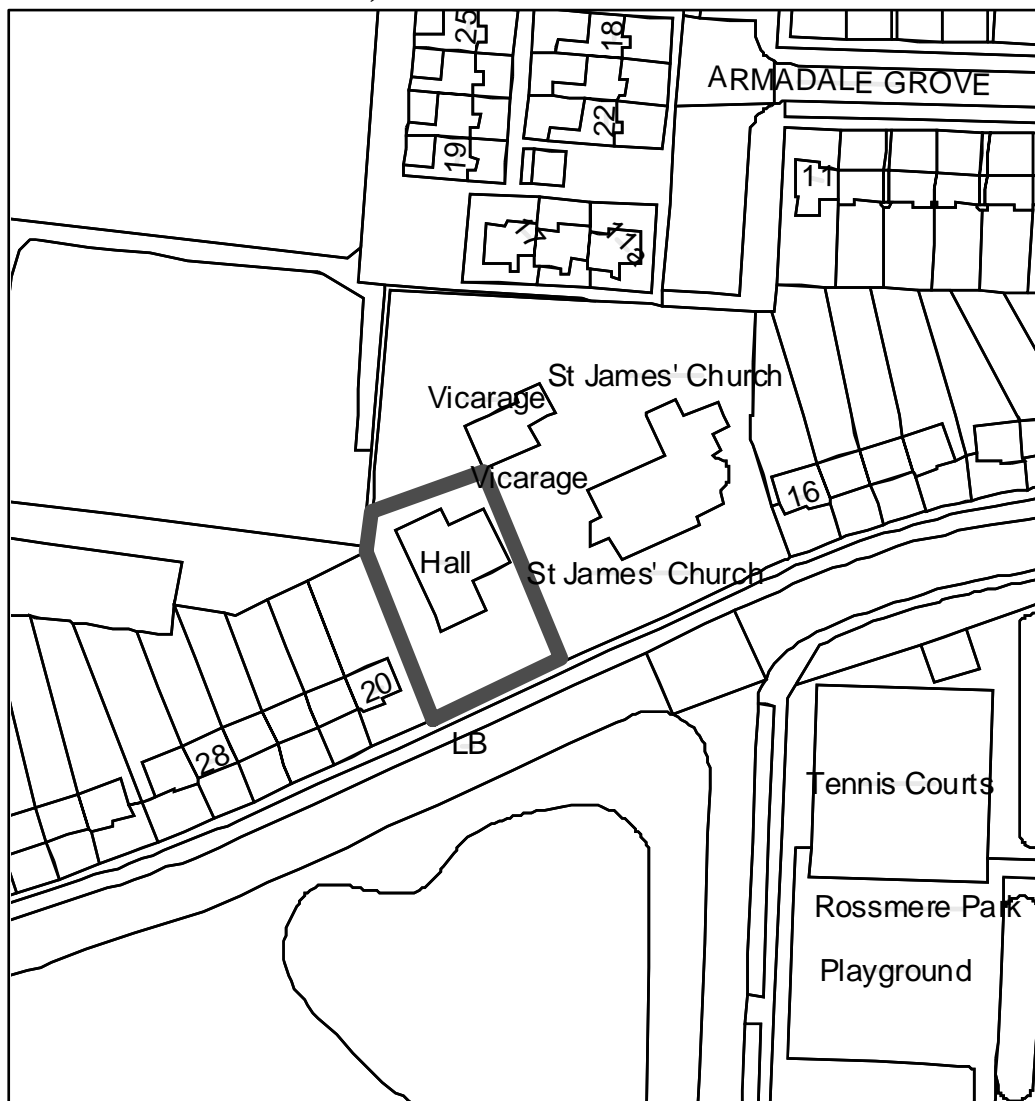 25
18
ARMADALE GROVE
22
19
11
17
St James' Church
Vicarage
Vicarage
16
Hall
St James' Church
20
LB
28
Tennis Courts
Rossmere Park
Playground